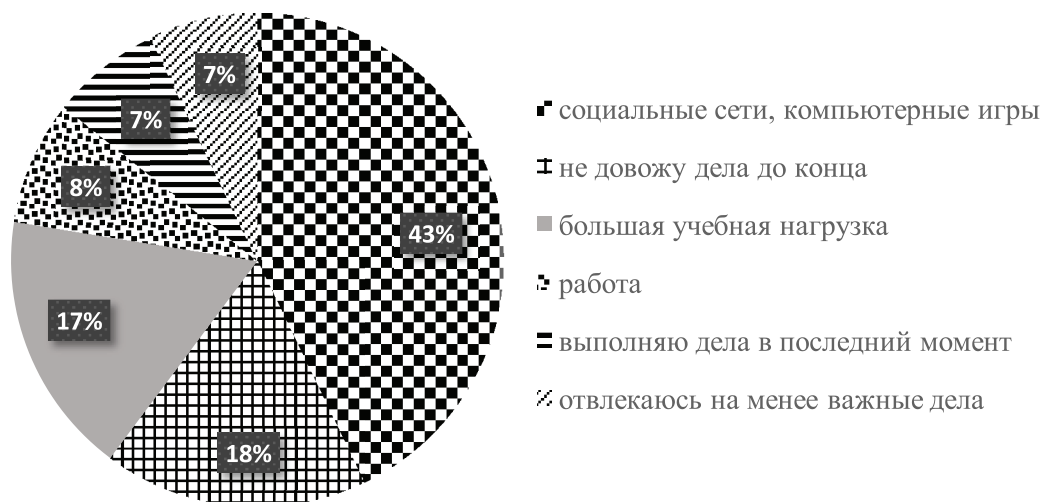 7%
7%
8%
43%
17%
18%
социальные сети, компьютерные игры
не довожу дела до конца
большая учебная нагрузка
работа
выполняю дела в последний момент
отвлекаюсь на менее важные дела